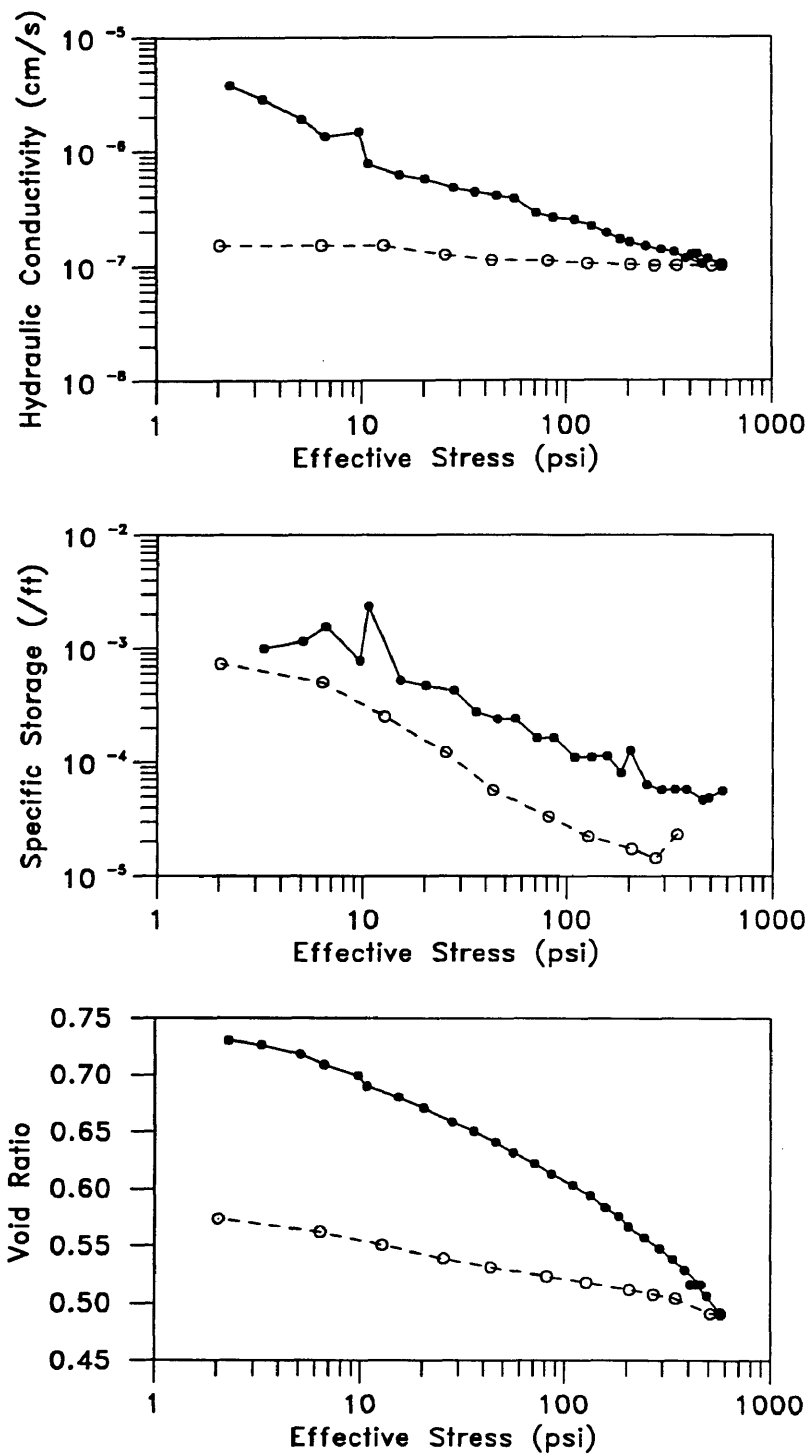 Hydraulic Conductivity (cm/s)
10 -5
10 -6
10 -7
10 -8
1 10 100 1000
Effective Stress (psi)
Specific Storage (/ft)
10 -2
10 -3
10 -4
10 -5
1 10 100 1000
Effective Stress (psi)
Void Ratio
0.75
0.70
0.65
0.60
0.55
0.50
0.45
1 10 100 1000
Effective Stress (psi)